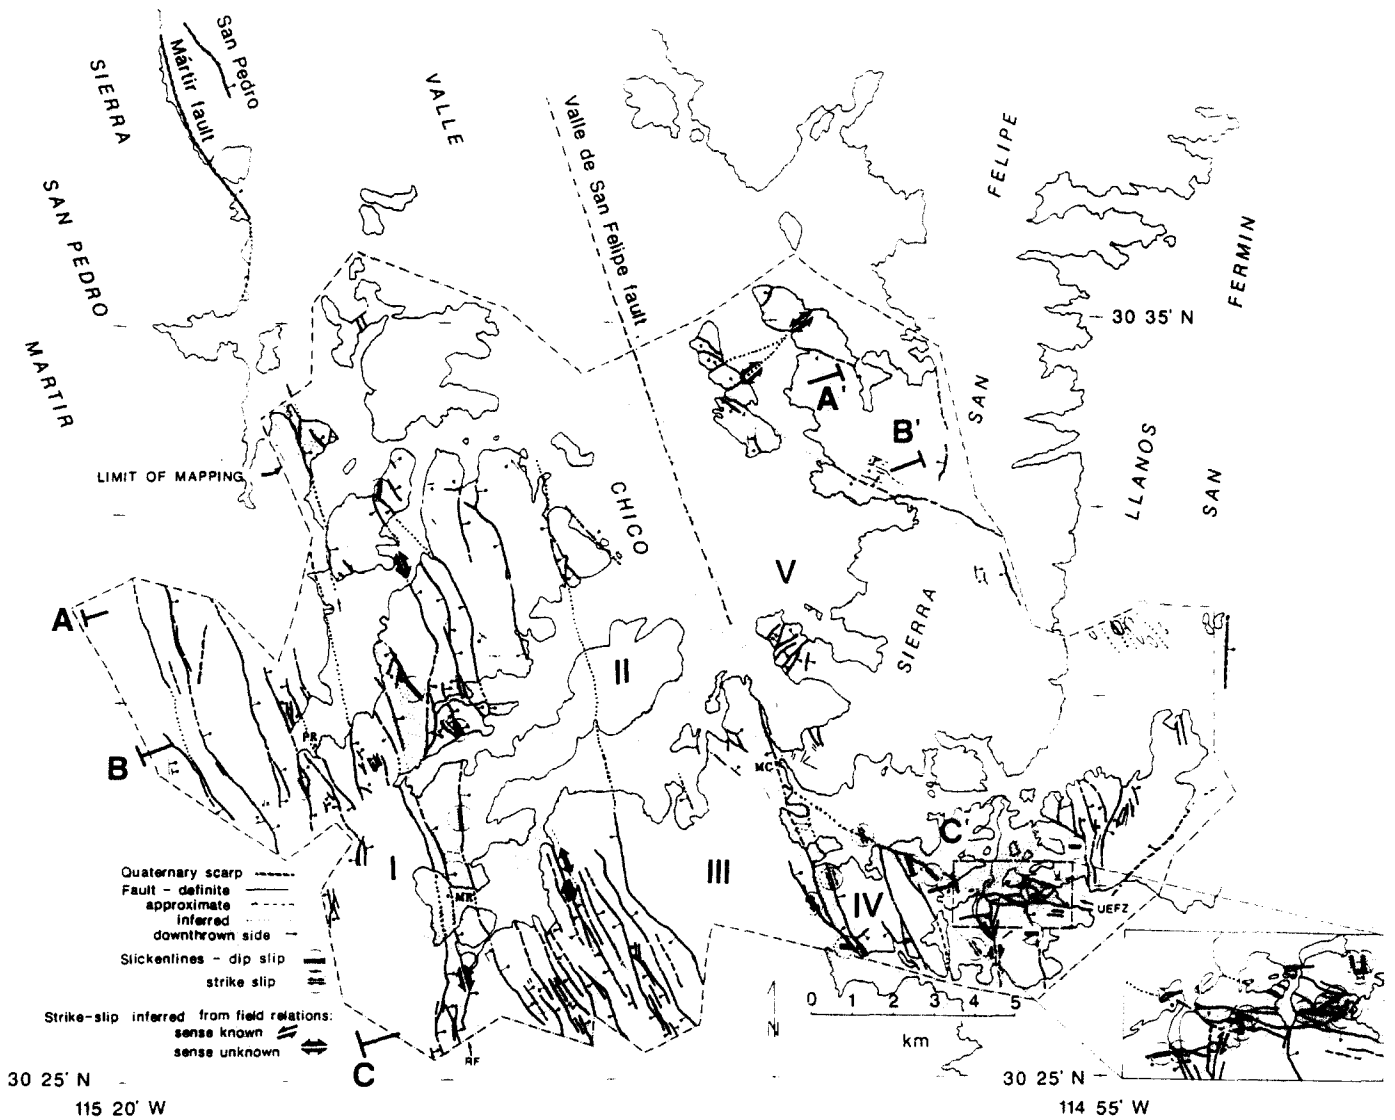 San Pedro
Mártir fault
SIERRA
SAN PEDRO
MARTIR
VALLE
CHICO
Valle de San Felipe fault
SIERRA
SAN
FELIPE
LLANOS
SAN
FERMIN
30 35' N
LIMIT OF MAPPING
A
B
C
A'
B'
C'
I
II
III
IV
V
PR
MR
RF
MC
UEFZ
Quaternary scarp
Fault - definite
approximate
inferred
downthrown side
Slickenlines - dip slip
strike slip
Strike-slip inferred from field relations:
sense known
sense unknown
0 1 2 3 4 5
km
N
30 25' N
115 20' W
30 25' N
114 55' W